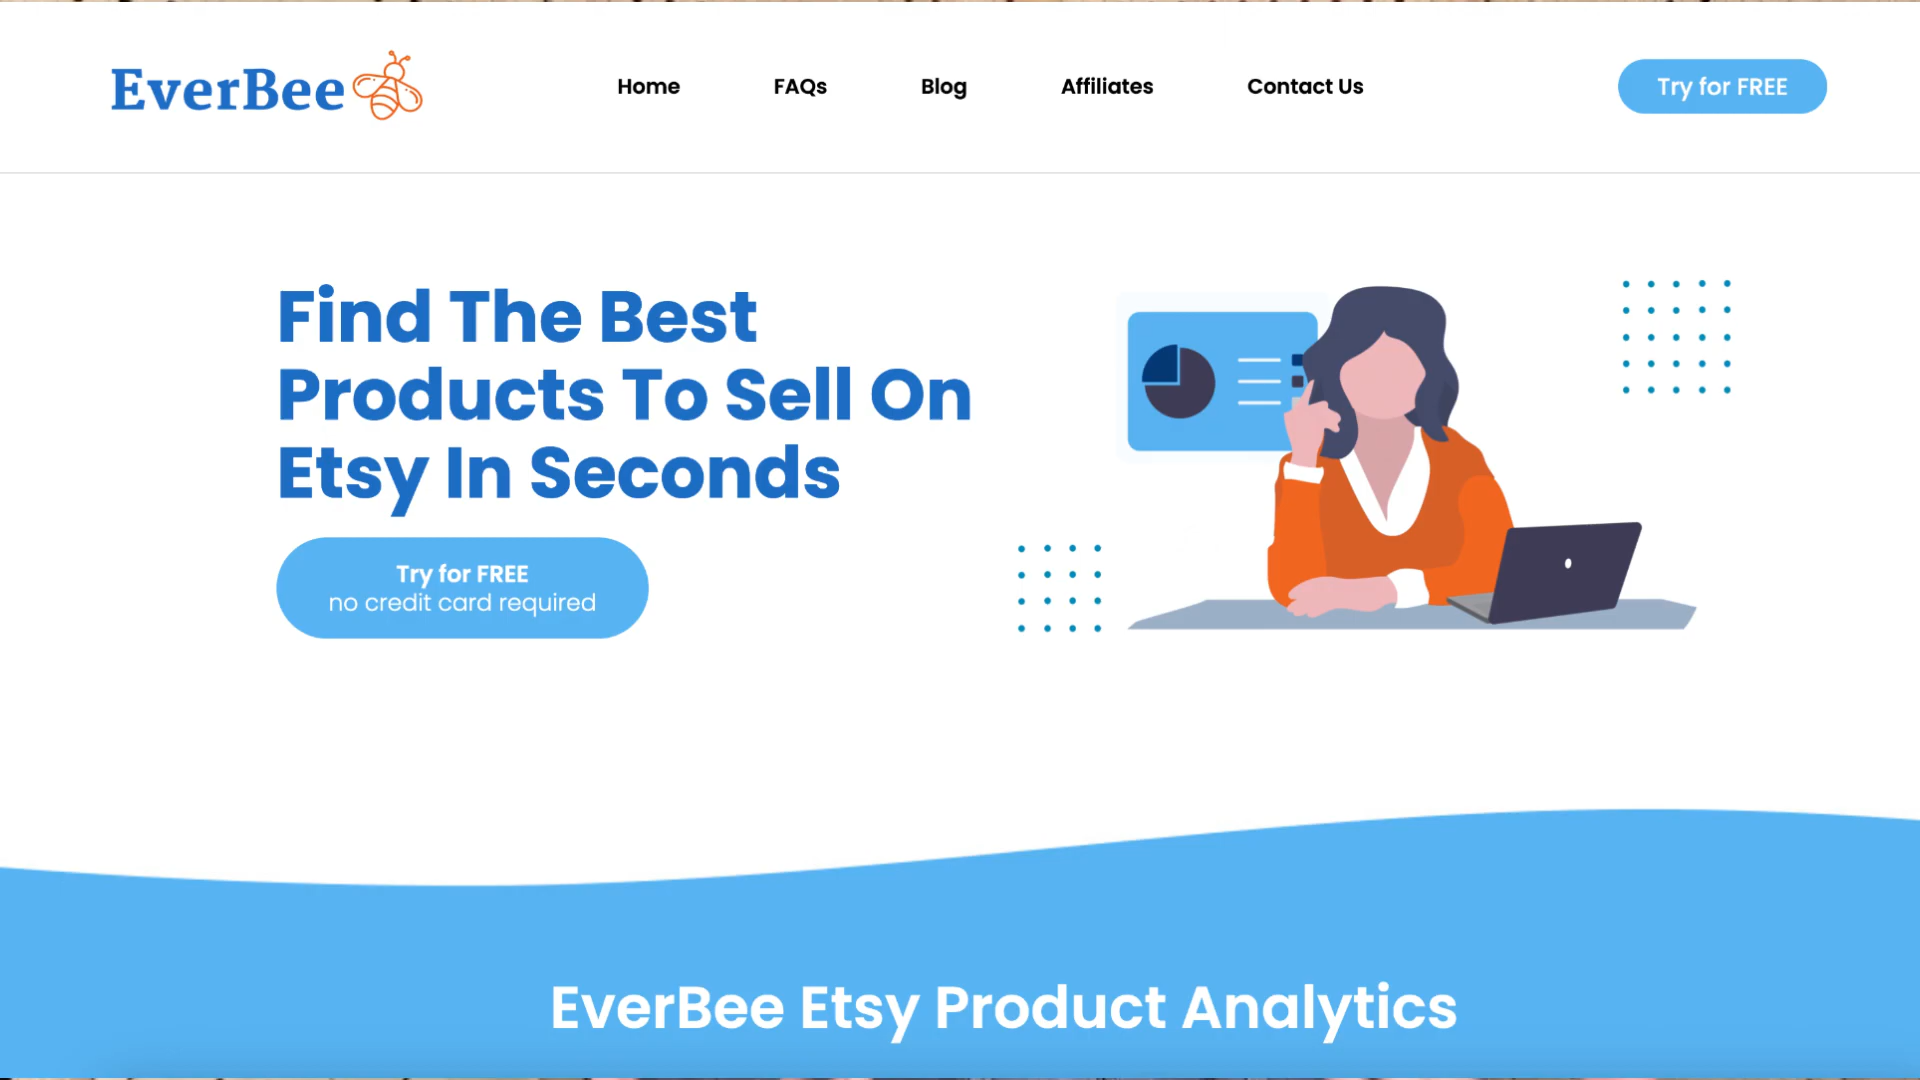 EverBee
Home
FAQs
Blog
Affiliates
Contact Us
Try for FREE
Find The Best
Products To Sell On
Etsy In Seconds
Try for FREE
no credit card required
EverBee Etsy Product Analytics